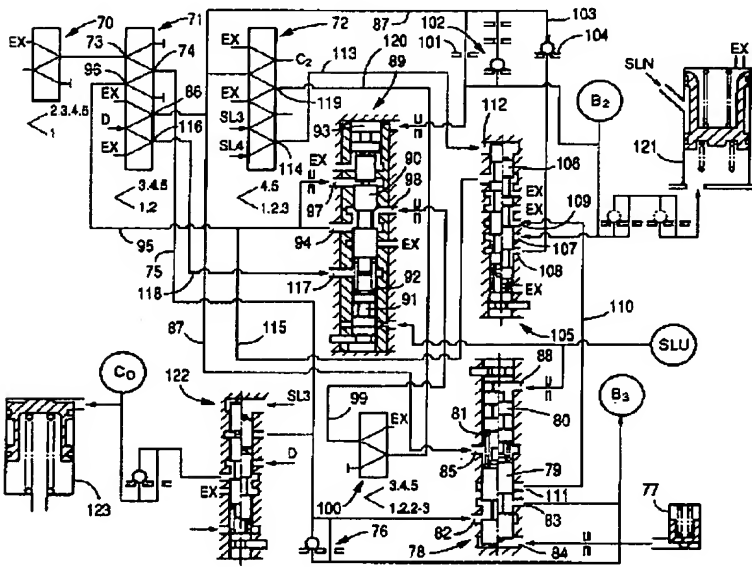 70
71
72
87
102
103
EX
73
74
EX
C2
101
104
113
120
89
SLN
EX
96
EX
86
EX
119
112
B2
2.3.4.5
1
D
116
EX
SL3
SL4
114
93
90
98
106
121
3.4.5
1.2
4.5
1.2.3
EX
97
EX
EX
109
107
94
EX
108
95
92
EX
75
118
117
91
105
110
87
115
88
SLU
C0
122
SL3
99
EX
81
80
B3
D
85
79
77
EX
3.4.5
1.2.2-3
100
111
83
123
76
82
78
84